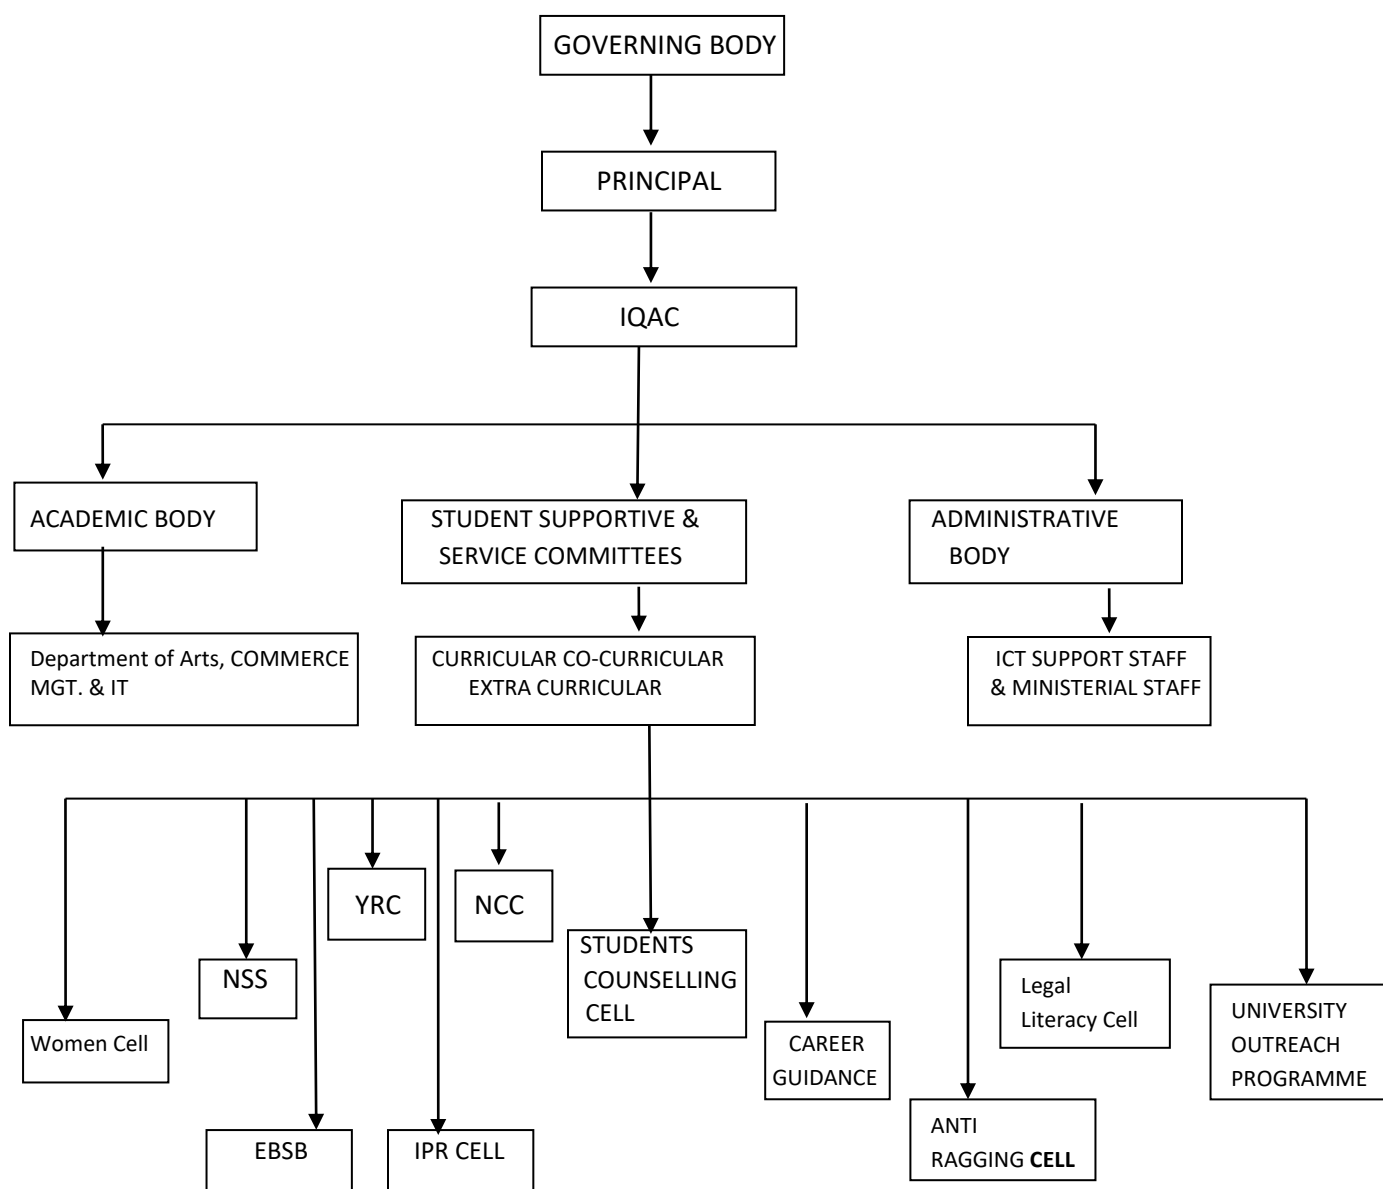 GOVERNING BODY
PRINCIPAL
IQAC
ACADEMIC BODY
STUDENT SUPPORTIVE &
SERVICE COMMITTEES
ADMINISTRATIVE
BODY
Department of Arts, COMMERCE
MGT. & IT
CURRICULAR CO-CURRICULAR
EXTRA CURRICULAR
ICT SUPPORT STAFF
& MINISTERIAL STAFF
YRC
NCC
STUDENTS
COUNSELLING
CELL
NSS
Legal
Literacy Cell
UNIVERSITY
OUTREACH
PROGRAMME
Women Cell
CAREER
GUIDANCE
ANTI
RAGGING CELL
EBSB
IPR CELL